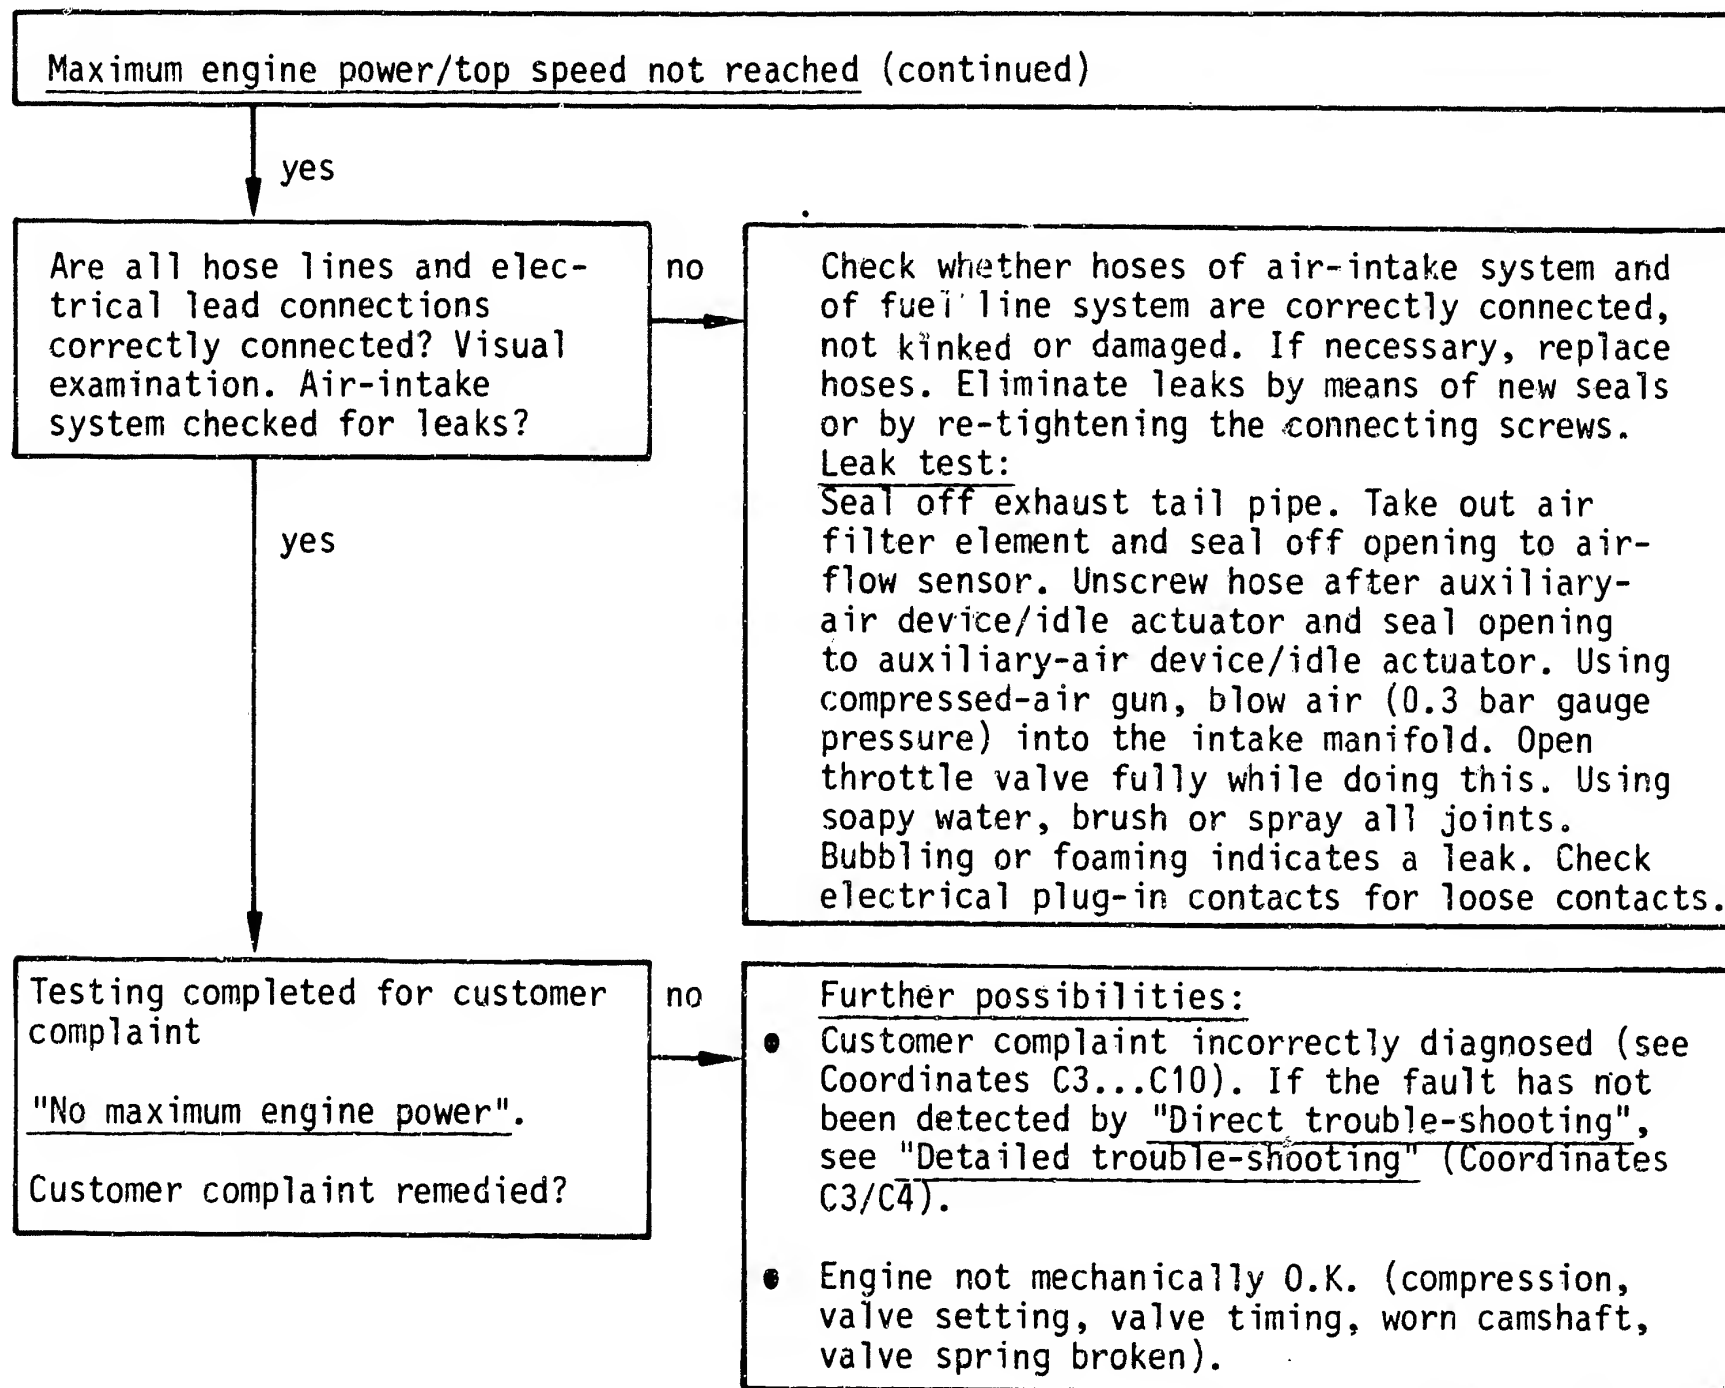 Maximum engine power/top speed not reached (continued)
yes
Are all hose lines and elec-
trical lead connections
correctly connected? Visual
examination. Air-intake
system checked for leaks?
no
Check whether hoses of air-intake system and
of fuel line system are correctly connected,
not kinked or damaged. If necessary, replace
hoses. Eliminate leaks by means of new seals
or by re-tightening the connecting screws.
Leak test:
Seal off exhaust tail pipe. Take out air
filter element and seal off opening to air-
flow sensor. Unscrew hose after auxiliary-
air device/idle actuator and seal opening
to auxiliary-air device/idle actuator. Using
compressed-air gun, blow air (0.3 bar gauge
pressure) into the intake manifold. Open
throttle valve fully while doing this. Using
soapy water, brush or spray all joints.
Bubbling or foaming indicates a leak. Check
electrical plug-in contacts for loose contacts.
yes
Testing completed for customer
complaint
"No maximum engine power".
Customer complaint remedied?
no
Further possibilities:
● Customer complaint incorrectly diagnosed (see
Coordinates C3...C10). If the fault has not
been detected by "Direct trouble-shooting",
see "Detailed trouble-shooting" (Coordinates
C3/C4).
● Engine not mechanically O.K. (compression,
valve setting, valve timing, worn camshaft,
valve spring broken).